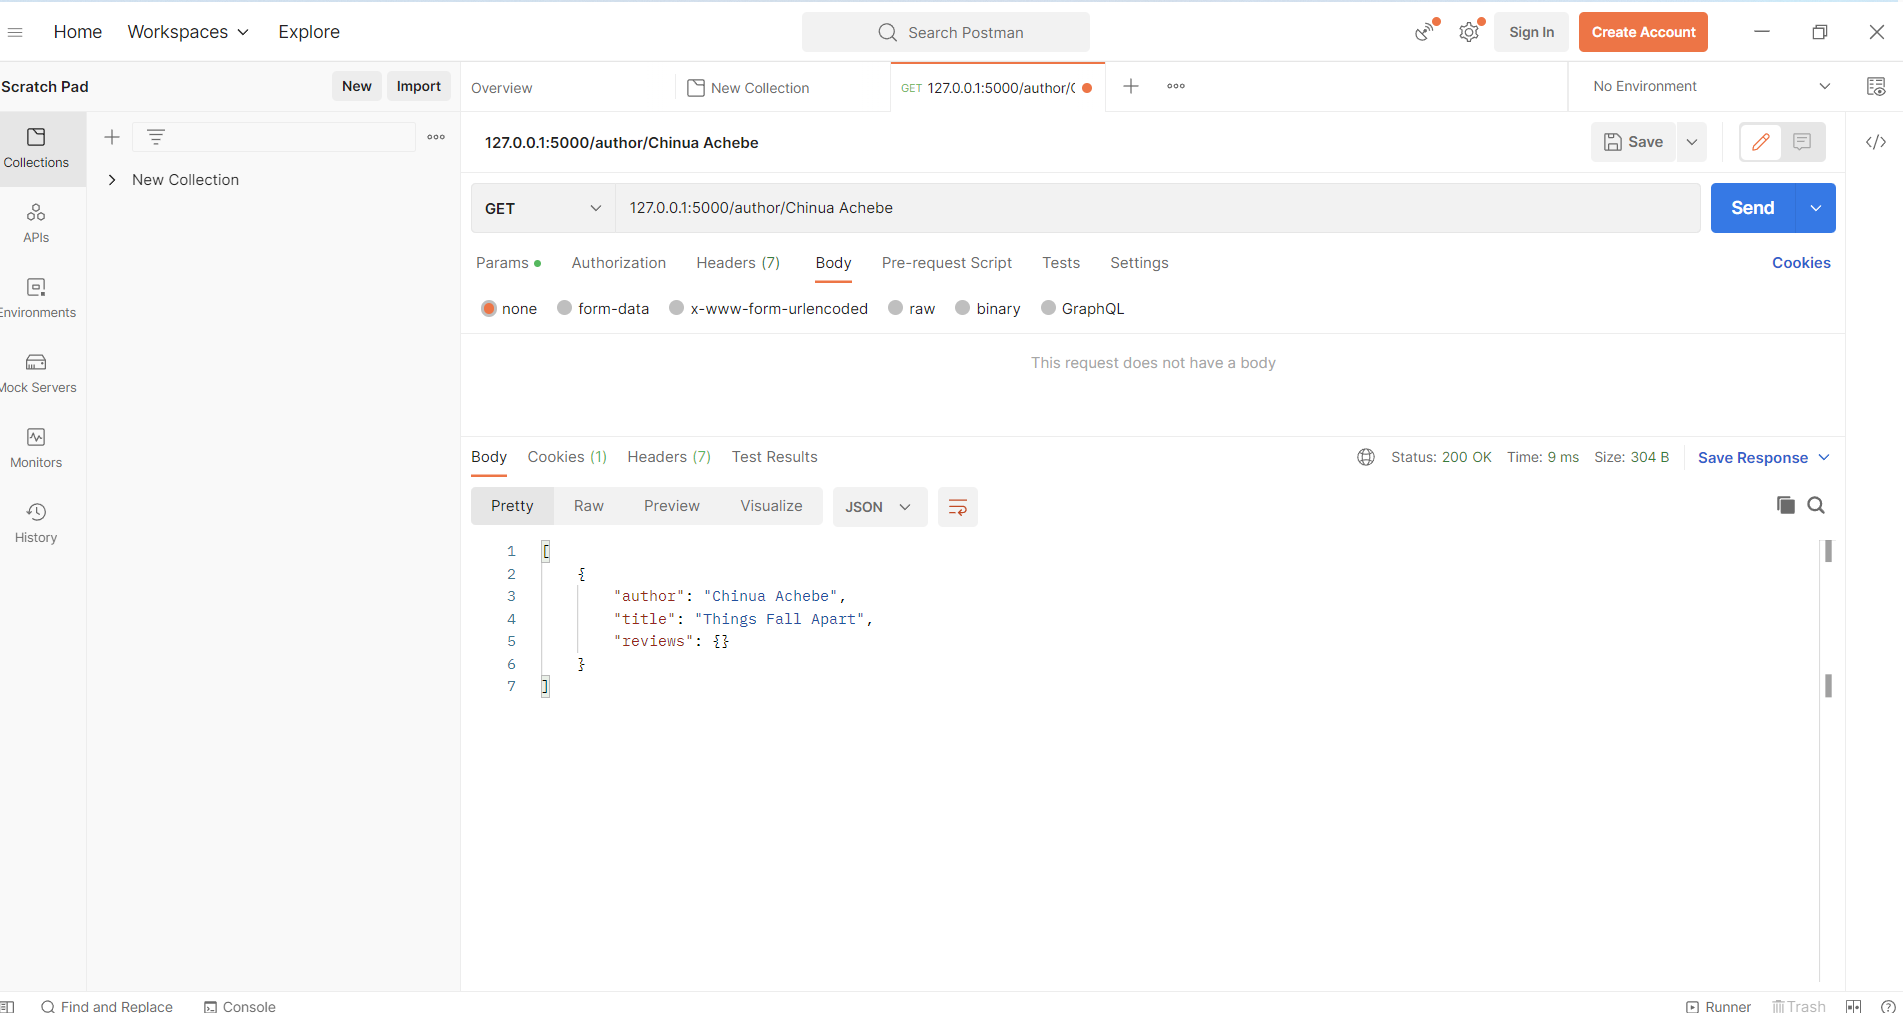 Home Workspaces Explore Search Postman Sign In Create Account
Scratch Pad New Import Overview New Collection GET 127.0.0.1:5000/author/ No Environment
127.0.0.1:5000/author/Chinua Achebe Save
Collections
New Collection
GET 127.0.0.1:5000/author/Chinua Achebe Send
APIs
Params Authorization Headers (7) Body Pre-request Script Tests Settings Cookies
none form-data x-www-form-urlencoded raw binary GraphQL
Environments
This request does not have a body
Mock Servers
Monitors
Body Cookies (1) Headers (7) Test Results Status: 200 OK Time: 9 ms Size: 304 B Save Response
Pretty Raw Preview Visualize JSON
History
1 [
2 {
3 "author": "Chinua Achebe",
4 "title": "Things Fall Apart",
5 "reviews": {}
6 }
7 ]
Find and Replace Console Runner Trash